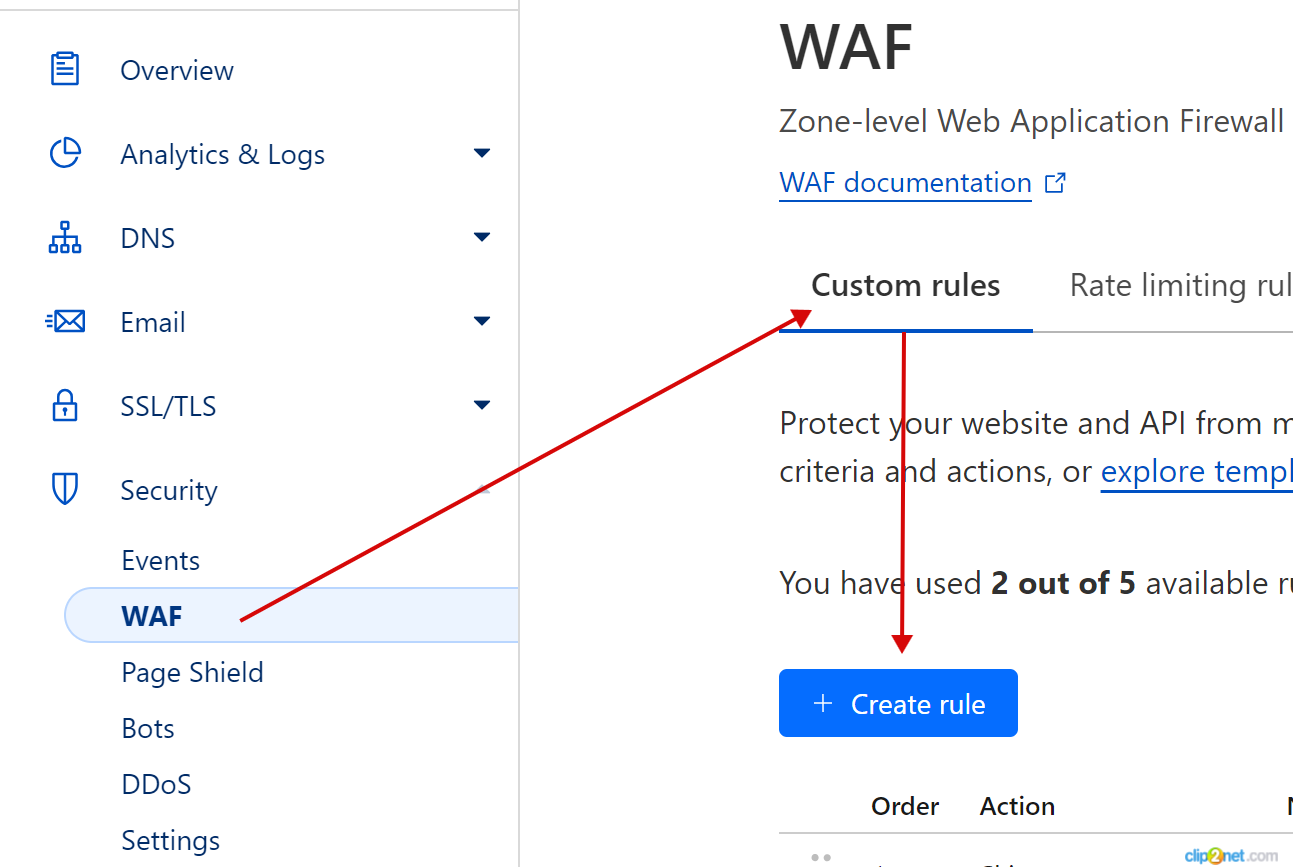 Overview
Analytics & Logs
DNS
Email
SSL/TLS
Security
Events
WAF
Page Shield
Bots
DDoS
Settings
WAF
Zone-level Web Application Firewall
WAF documentation
Custom rules
Rate limiting rul
Protect your website and API from m
criteria and actions, or explore templ
You have used 2 out of 5 available ru
+ Create rule
Order Action
clip2net.com